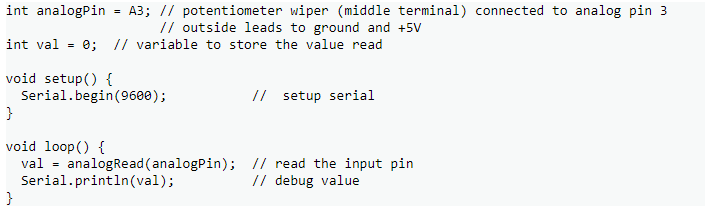 int analogPin = A3; // potentiometer wiper (middle terminal) connected to analog pin 3
                    // outside leads to ground and +5V
int val = 0;  // variable to store the value read

void setup() {
  Serial.begin(9600);           //  setup serial
}

void loop() {
  val = analogRead(analogPin);  // read the input pin
  Serial.println(val);          // debug value
}